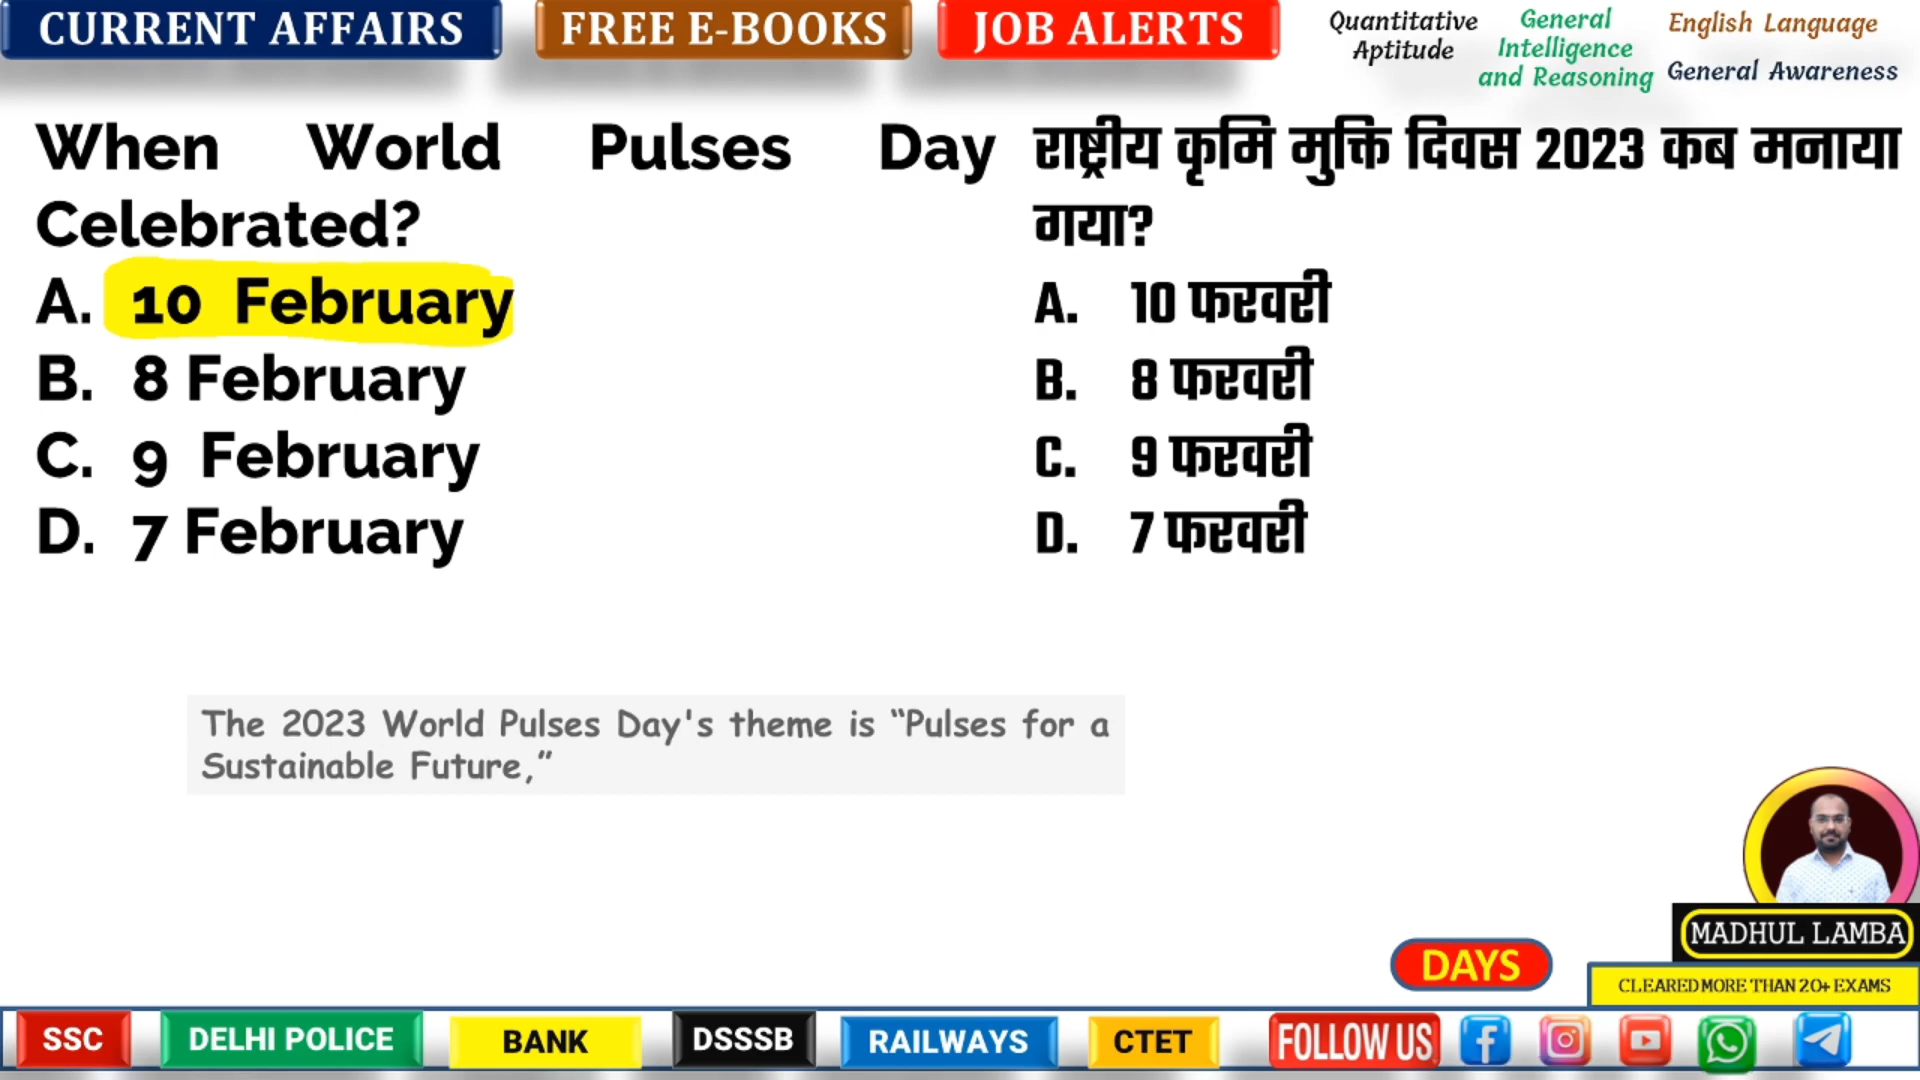 CURRENT AFFAIRS
FREE E-BOOKS
JOB ALERTS
Quantitative
Aptitude
General
Intelligence
and Reasoning
English Language
General Awareness
When World Pulses Day
Celebrated?
A. 10 February
B. 8 February
C. 9 February
D. 7 February
राष्ट्रीय कृमि मुक्ति दिवस 2023 कब मनाया
गया?
A. 10 फरवरी
B. 8 फरवरी
C. 9 फरवरी
D. 7 फरवरी
The 2023 World Pulses Day's theme is “Pulses for a
Sustainable Future,”
MADHUL LAMBA
DAYS
CLEARED MORE THAN 20+ EXAMS
SSC
DELHI POLICE
BANK
DSSSB
RAILWAYS
CTET
FOLLOW US